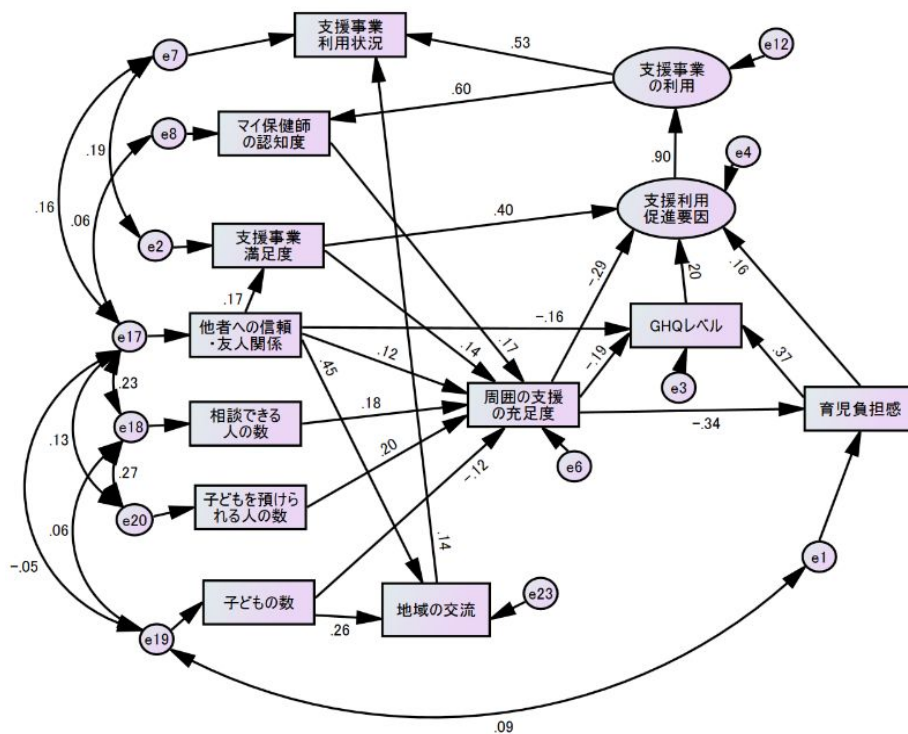 支援事業
利用状況
e7
.53
e12
支援事業
の利用
.60
e8
マイ保健師
の認知度
.19
.90
e4
.16
.06
支援利用
促進要因
.40
e2
支援事業
満足度
.17
-.29
.20
.16
e17
他者への信頼
・友人関係
-.16
GHQレベル
.12
.14
.17
-.19
.37
.45
e3
.23
周囲の支援
の充足度
育児負担感
-.34
e18
相談できる
人の数
.18
.13
.27
.20
e6
-.12
e20
子どもを預けら
れる人の数
.06
.14
e1
-.05
子どもの数
地域の交流
e23
e19
.26
.09